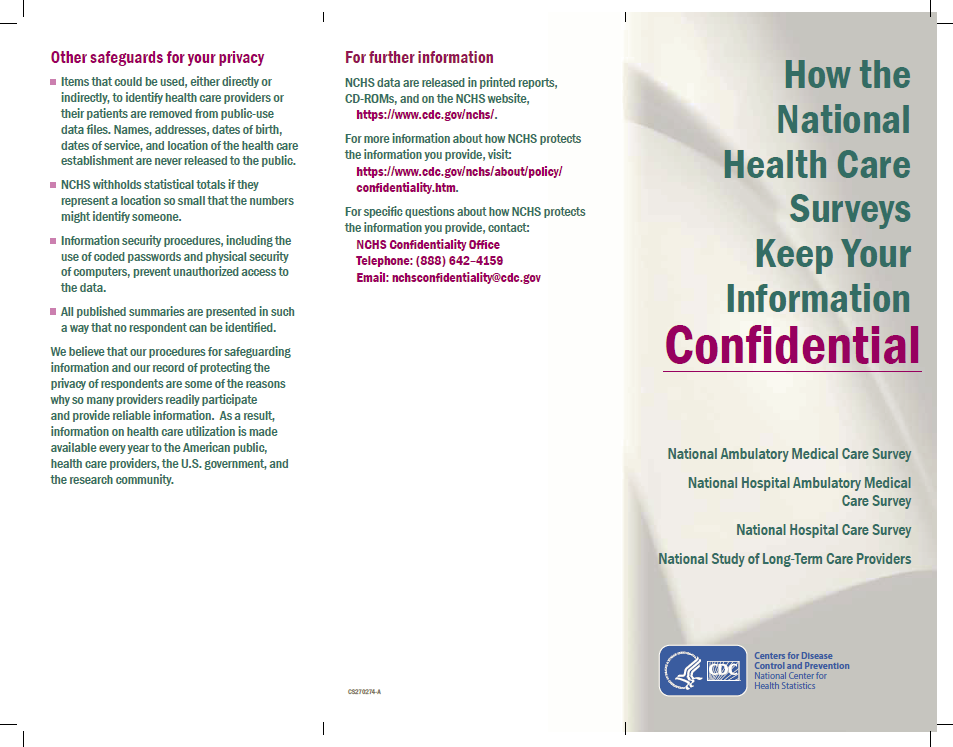 Other safeguards for your privacy
Items that could be used, either directly or
indirectly, to identify health care providers or
their patients are removed from public-use
data files. Names, addresses, dates of birth,
dates of service, and location of the health care
establishment are never released to the public.
NCHS withholds statistical totals if they
represent a location so small that the numbers
might identify someone.
Information security procedures, including the
use of coded passwords and physical security
of computers, prevent unauthorized access to
the data.
All published summaries are presented in such
a way that no respondent can be identified.
We believe that our procedures for safeguarding
information and our record of protecting the
privacy of respondents are some of the reasons
why so many providers readily participate
and provide reliable information.  As a result,
information on health care utilization is made
available every year to the American public,
health care providers, the U.S. government, and
the research community.
For further information
NCHS data are released in printed reports,
CD-ROMs, and on the NCHS website,
https://www.cdc.gov/nchs/.
For more information about how NCHS protects
the information you provide, visit:
https://www.cdc.gov/nchs/about/policy/
confidentiality.htm.
For specific questions about how NCHS protects
the information you provide, contact:
NCHS Confidentiality Office
Telephone: (888) 642–4159
Email: nchsconfidentiality@cdc.gov
CS270274-A
How the
National
Health Care
Surveys
Keep Your
Information
Confidential
National Ambulatory Medical Care Survey
National Hospital Ambulatory Medical
Care Survey
National Hospital Care Survey
National Study of Long-Term Care Providers
CDC
Centers for Disease
Control and Prevention
National Center for
Health Statistics